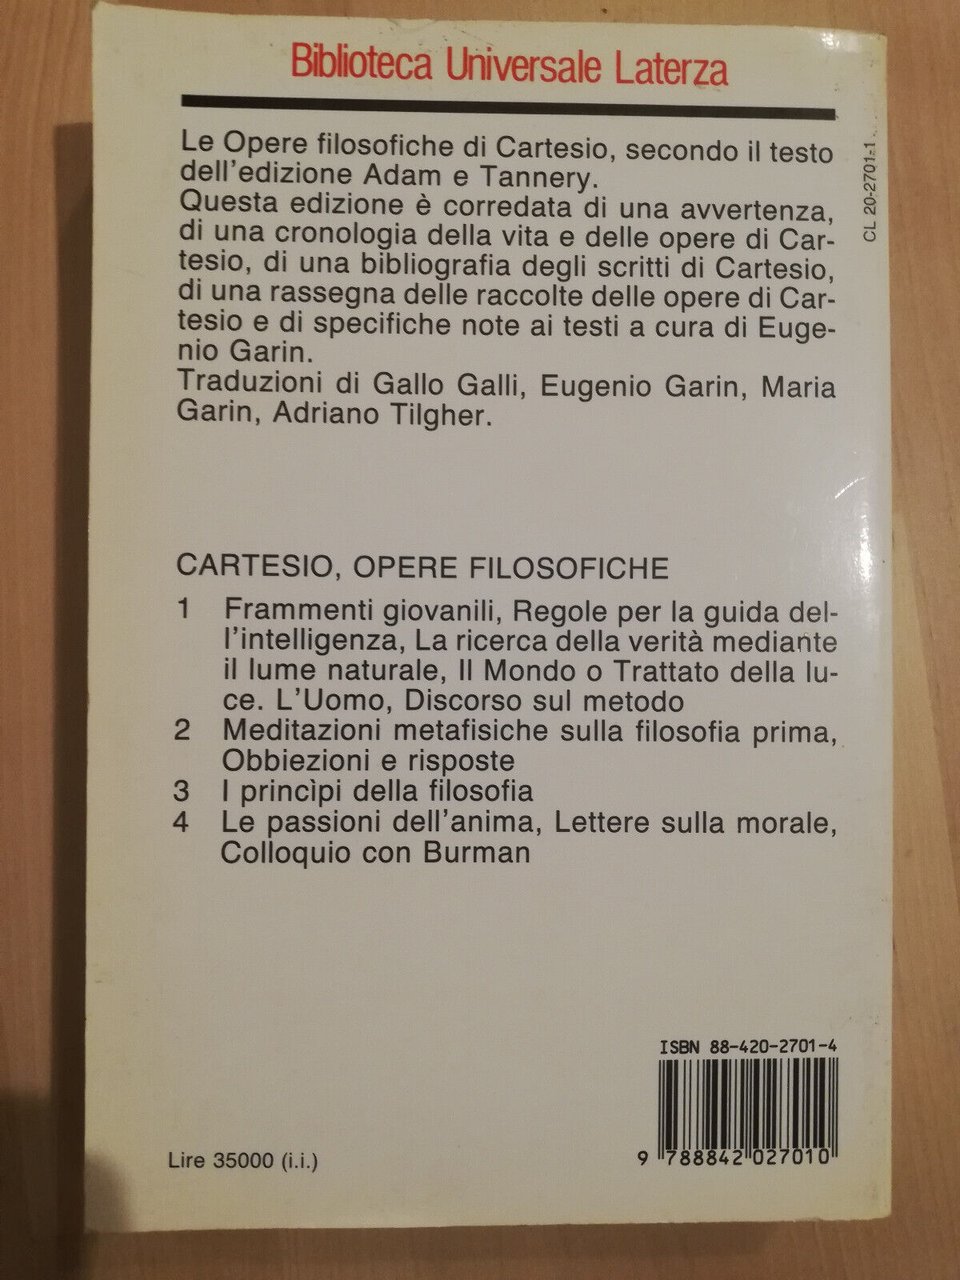 Biblioteca Universale Laterza
Le Opere filosofiche di Cartesio, secondo il testo
dell'edizione Adam e Tannery.
Questa edizione è corredata di una avvertenza,
di una cronologia della vita e delle opere di Car-
tesio, di una bibliografia degli scritti di Cartesio,
di una rassegna delle raccolte delle opere di Car-
tesio e di specifiche note ai testi a cura di Euge-
nio Garin.
Traduzioni di Gallo Galli, Eugenio Garin, Maria
Garin, Adriano Tilgher.
CL 20-2701-1
CARTESIO, OPERE FILOSOFICHE
1 Frammenti giovanili, Regole per la guida del-
l'intelligenza, La ricerca della verità mediante
il lume naturale, Il Mondo o Trattato della lu-
ce. L'Uomo, Discorso sul metodo
2 Meditazioni metafisiche sulla filosofia prima,
Obbiezioni e risposte
3 I princìpi della filosofia
4 Le passioni dell'anima, Lettere sulla morale,
Colloquio con Burman
ISBN 88-420-2701-4
9 788842 027010
Lire 35000 (i.i.)